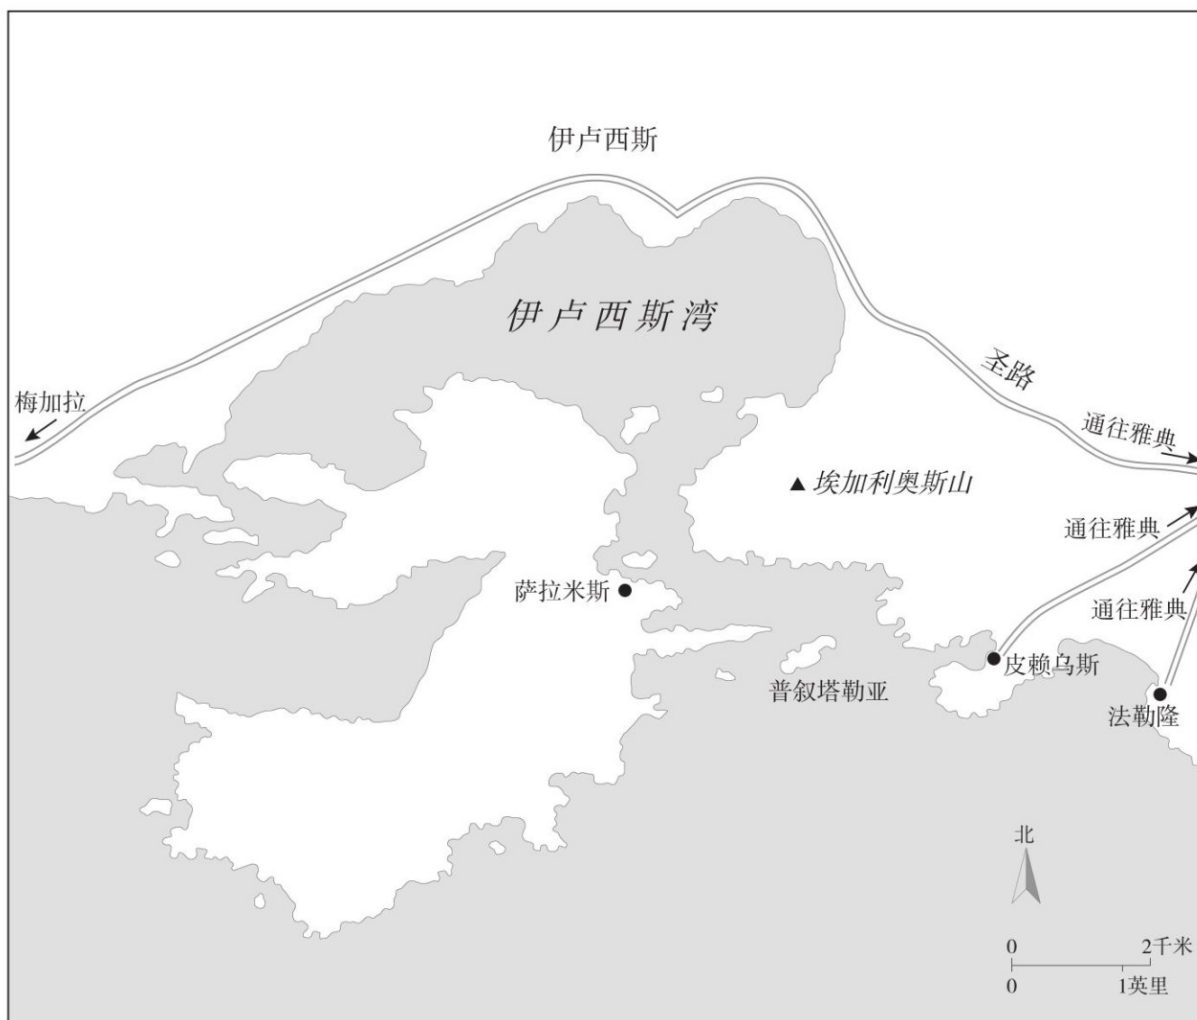 伊卢西斯
伊卢西斯湾
圣路
梅加拉
通往雅典
埃加利奥斯山
通往雅典
萨拉米斯
通往雅典
皮赖乌斯
普叙塔勒亚
法勒隆
北
0 2千米
0 1英里